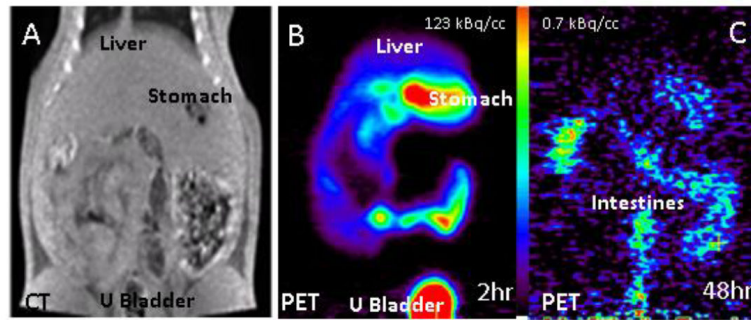 A
Liver
Stomach
CT
U Bladder
B
123 kBq/cc
Liver
Stomach
PET
U Bladder
2hr
0.7 kBq/cc
C
Intestines
PET
48hr